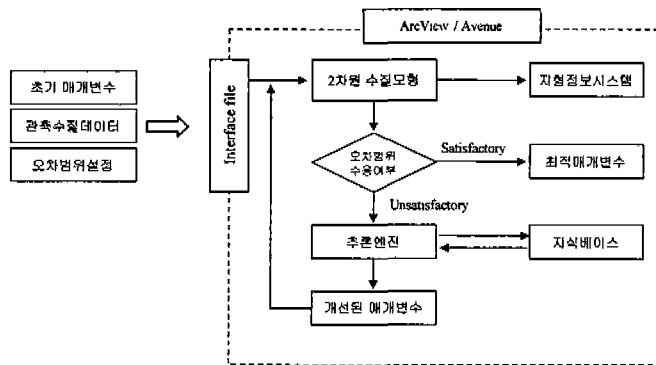 ArcView / Avenue
초기 매개변수
관측수질데이터
오차범위설정
Interface file
2차원 수질모형
지형정보시스템
오차범위
수용여부
Satisfactory
최적매개변수
Unsatisfactory
추론엔진
지식베이스
개선된 매개변수